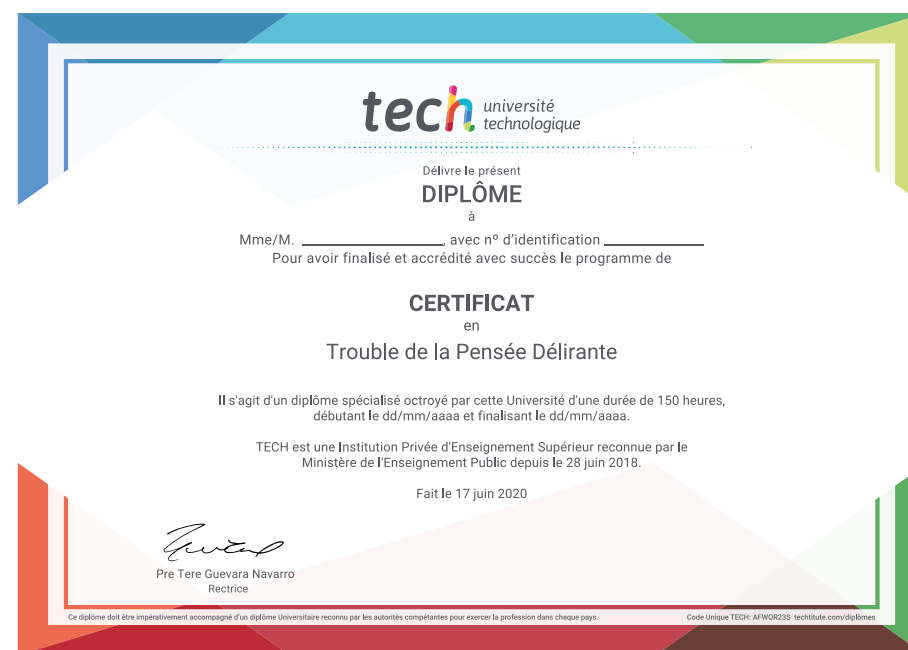 tech université
technologique
Délivre le présent
DIPLÔME
à
Mme/M. ____________________, avec nº d'identification ______________
Pour avoir finalisé et accrédité avec succès le programme de
CERTIFICAT
en
Trouble de la Pensée Délirante
Il s'agit d'un diplôme spécialisé octroyé par cette Université d'une durée de 150 heures,
débutant le dd/mm/aaaa et finalisant le dd/mm/aaaa.
TECH est une Institution Privée d'Enseignement Supérieur reconnue par le
Ministère de l'Enseignement Public depuis le 28 juin 2018.
Fait le 17 juin 2020
Pre Tere Guevara Navarro
Rectrice
Ce diplôme doit être impérativement accompagné d'un diplôme Universitaire reconnu par les autorités compétantes pour exercer la profession dans chaque pays.
Code Unique TECH: AFWOR23S techtitute.com/diplômes